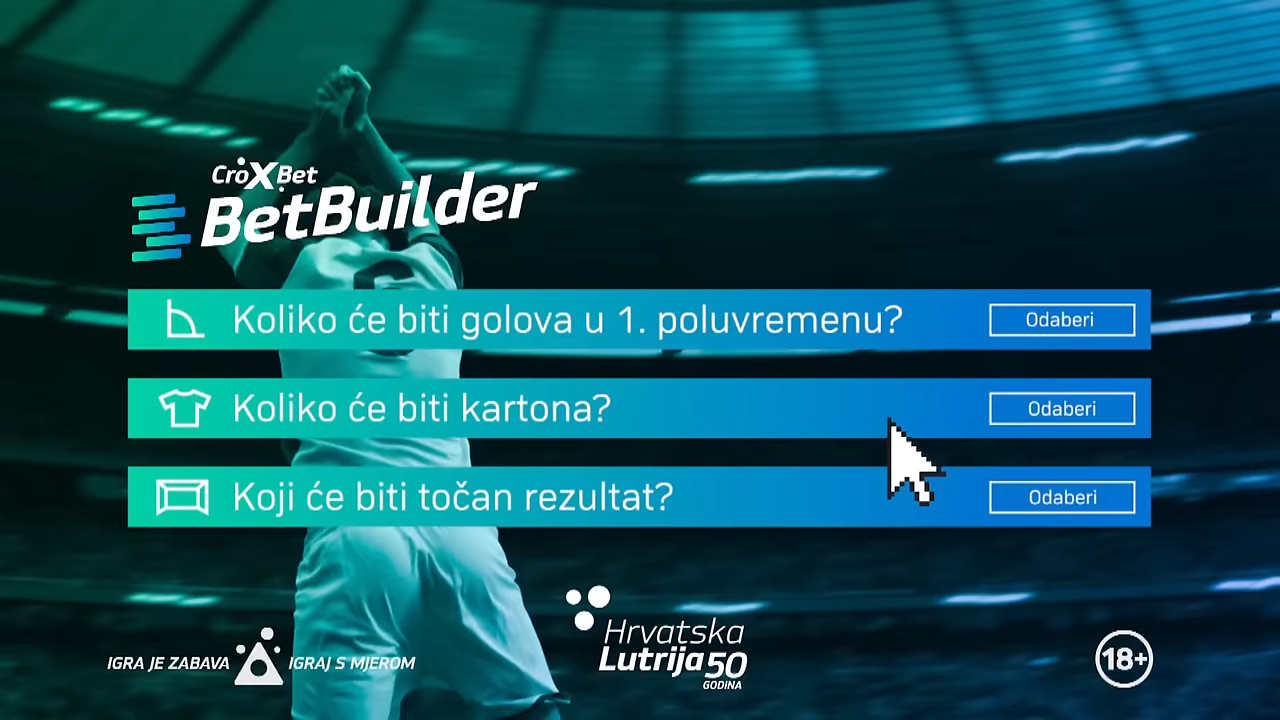 CroXBet
BetBuilder
Koliko će biti golova u 1. poluvremenu?
Odaberi
Koliko će biti kartona?
Odaberi
Koji će biti točan rezultat?
Odaberi
IGRA JE ZABAVA IGRAJ S MJEROM
Hrvatska
Lutrija 50
GODINA
18+